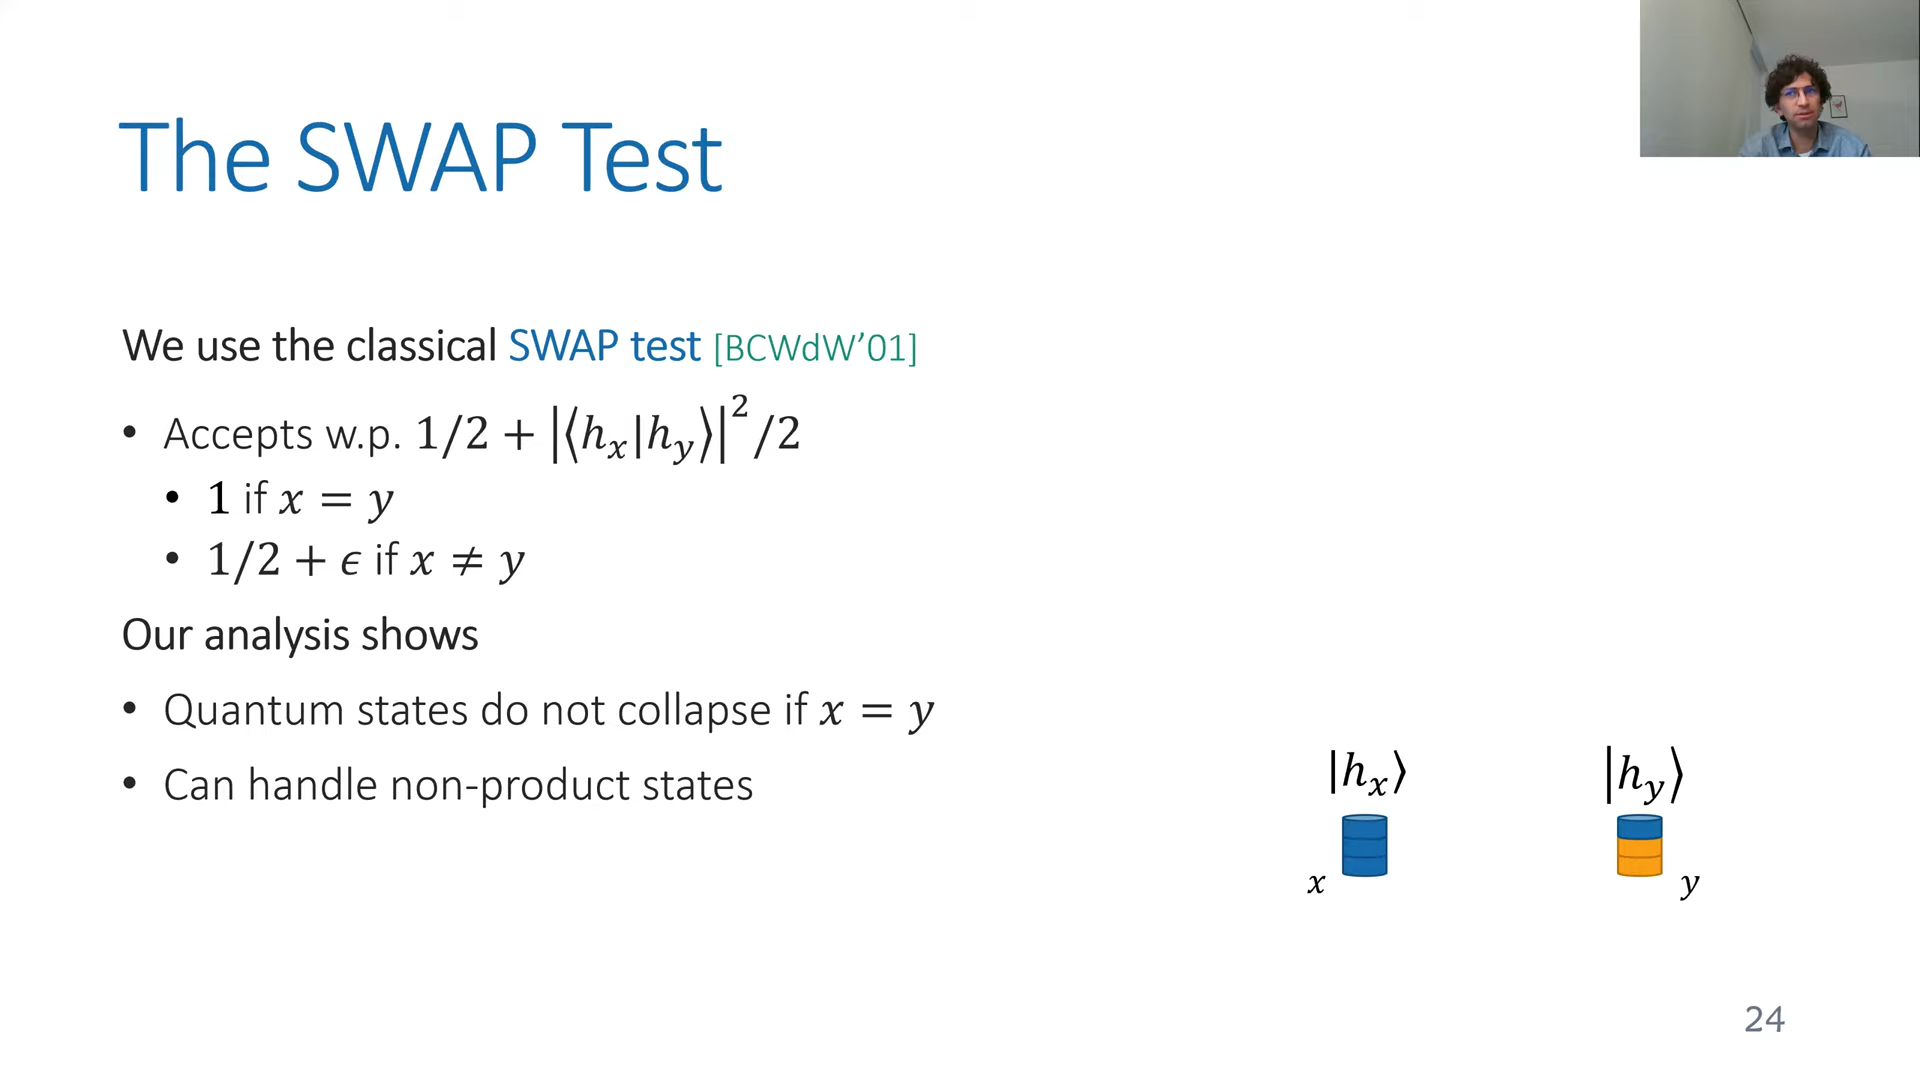 The SWAP Test
We use the classical SWAP test [BCWdW’01]
• Accepts w.p. 1/2 + |⟨hₓ|h_y⟩|²/2
• 1 if x = y
• 1/2 + ϵ if x ≠ y
Our analysis shows
• Quantum states do not collapse if x = y
• Can handle non-product states
|hₓ⟩ |h_y⟩
x y
24